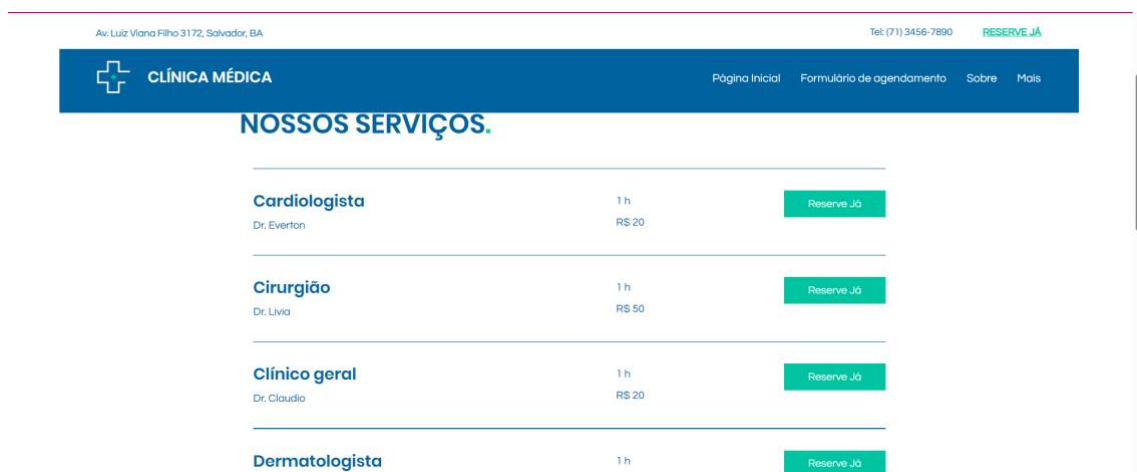 Av. Luiz Viana Filho 3172, Salvador, BA
Tel: (71) 3456-7890 RESERVE JÁ
CLÍNICA MÉDICA
Página Inicial Formulário de agendamento Sobre Mais
NOSSOS SERVIÇOS.
Cardiologista
Dr. Everton
1 h
R$ 20
Reserve Já
Cirurgião
Dr. Livia
1 h
R$ 50
Reserve Já
Clínico geral
Dr. Claudio
1 h
R$ 20
Reserve Já
Dermatologista
1 h
Reserve Já